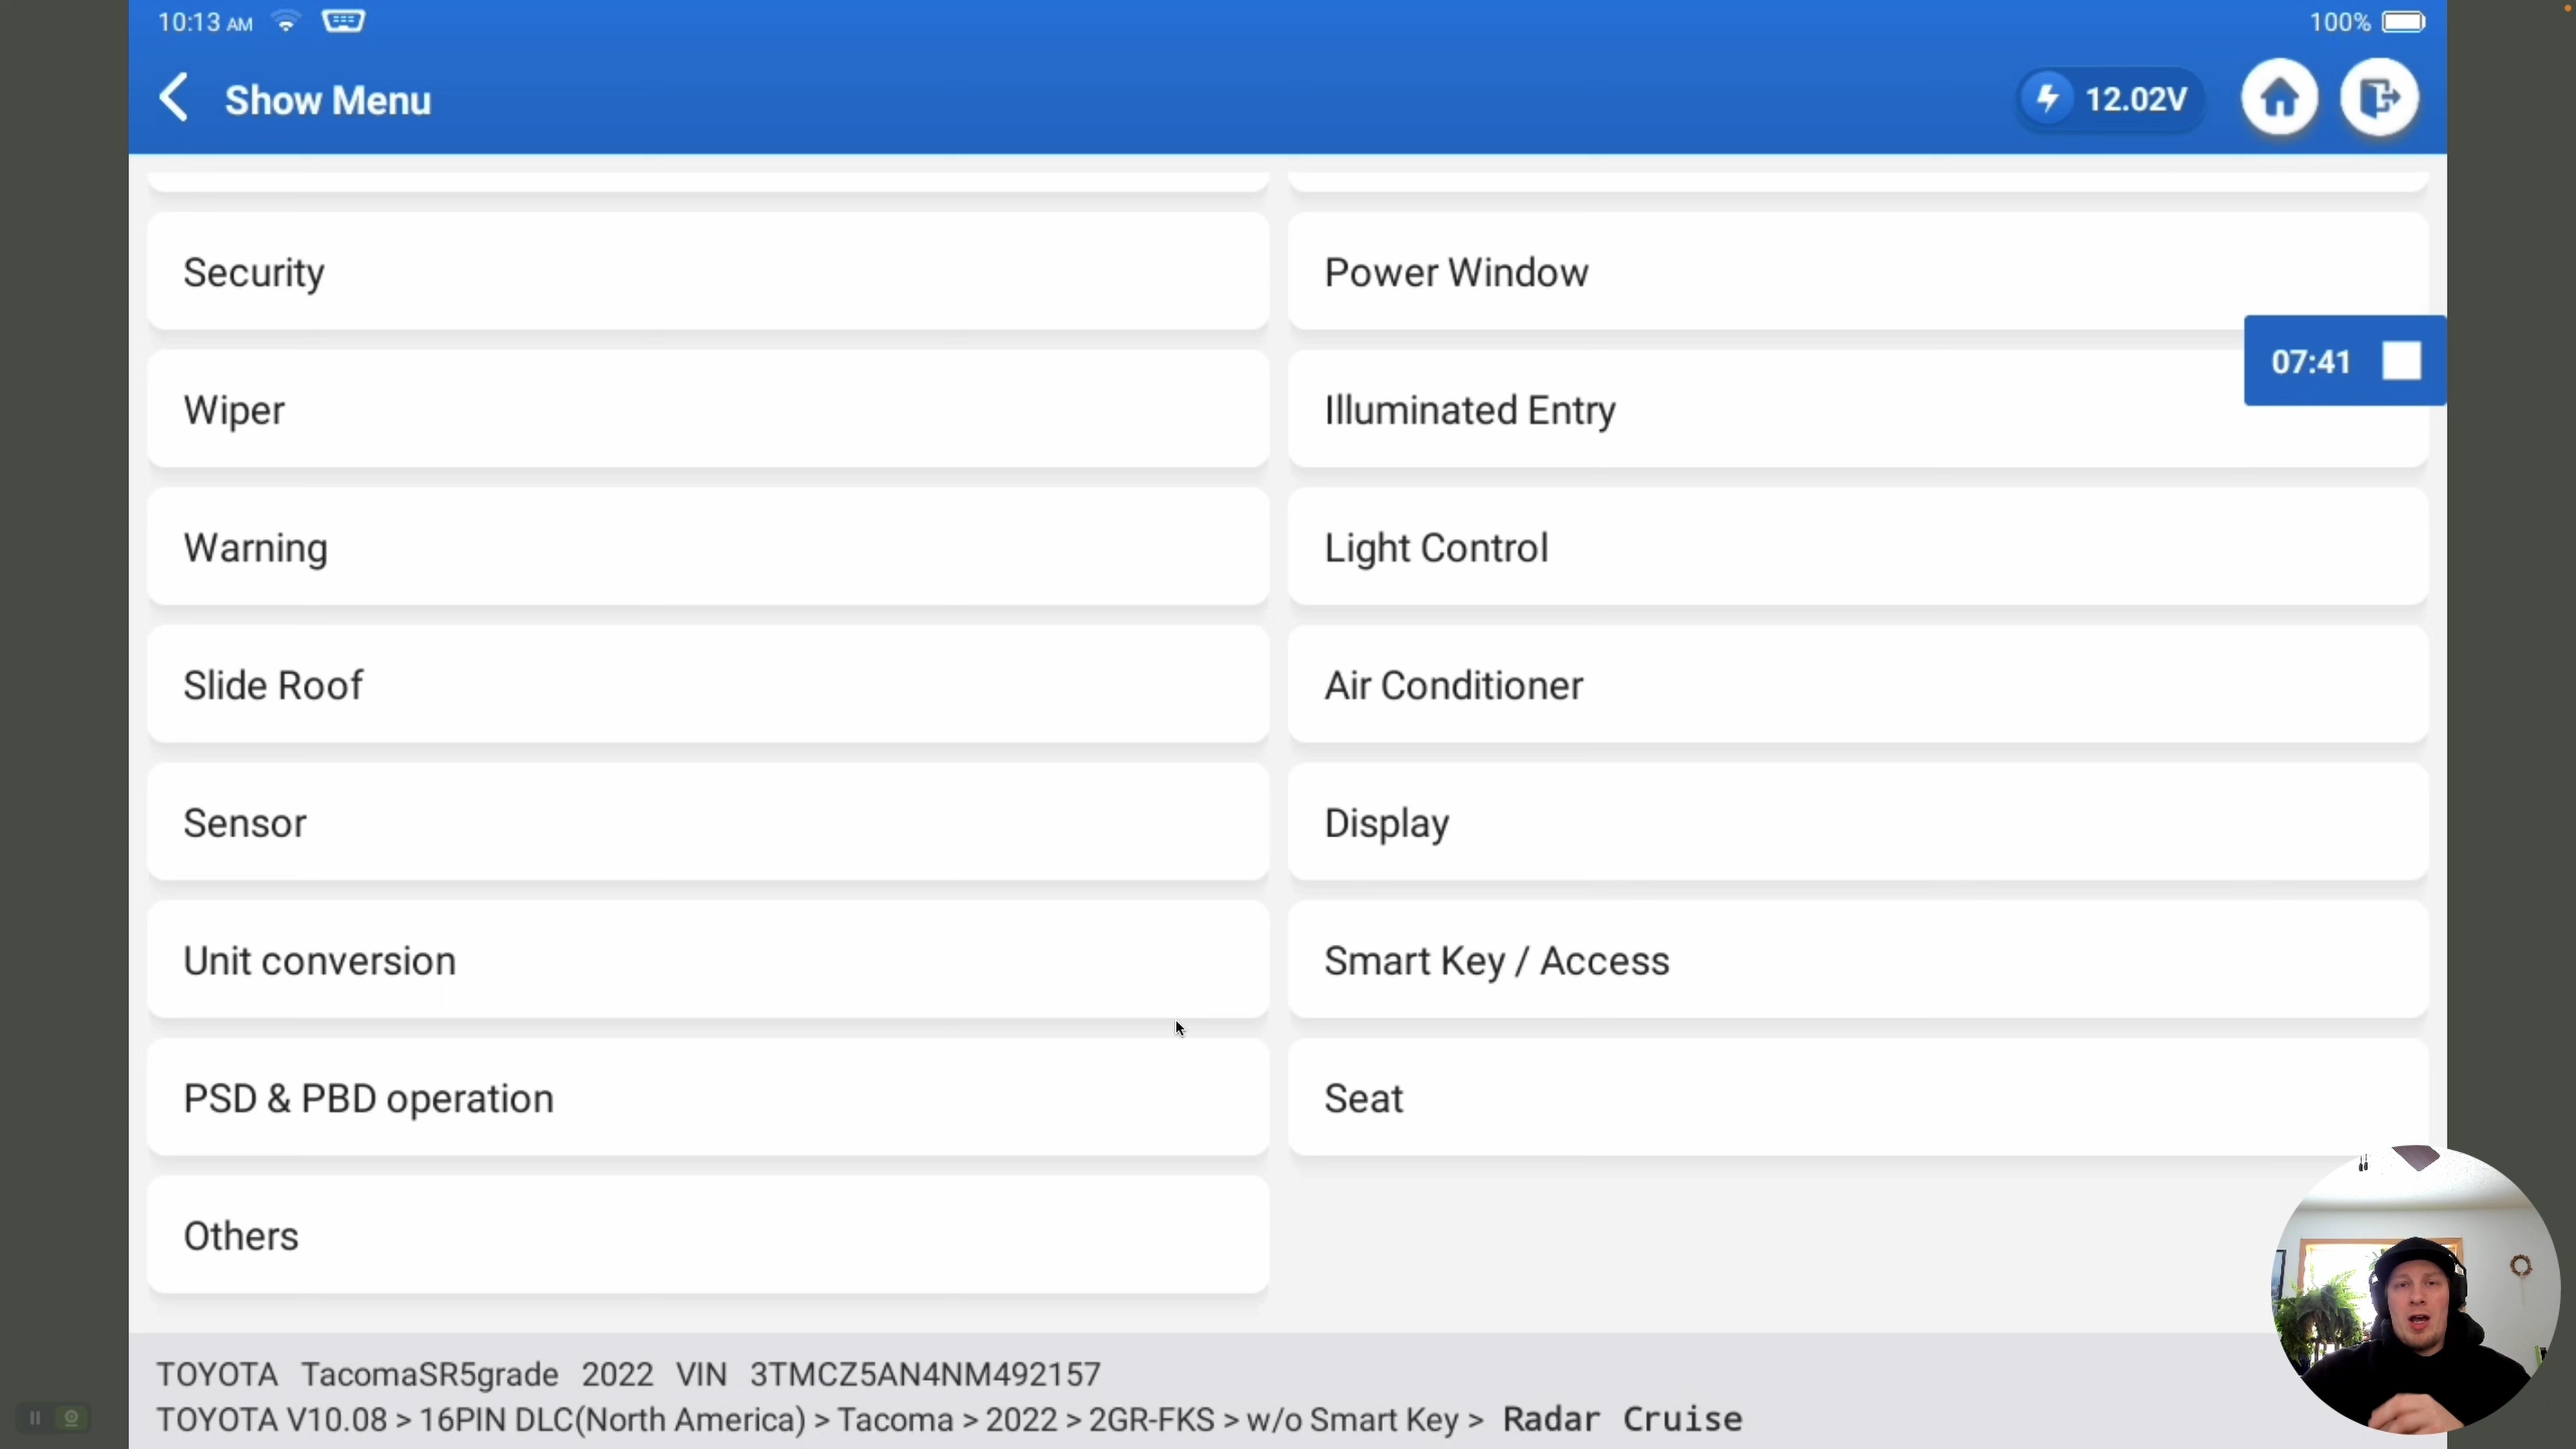 10:13 AM
100%
Show Menu
12.02V
Security
Power Window
07:41
Wiper
Illuminated Entry
Warning
Light Control
Slide Roof
Air Conditioner
Sensor
Display
Unit conversion
Smart Key / Access
PSD & PBD operation
Seat
Others
TOYOTA TacomaSR5grade 2022 VIN 3TMCZ5AN4NM492157
TOYOTA V10.08 > 16PIN DLC(North America) > Tacoma > 2022 > 2GR-FKS > w/o Smart Key > Radar Cruise